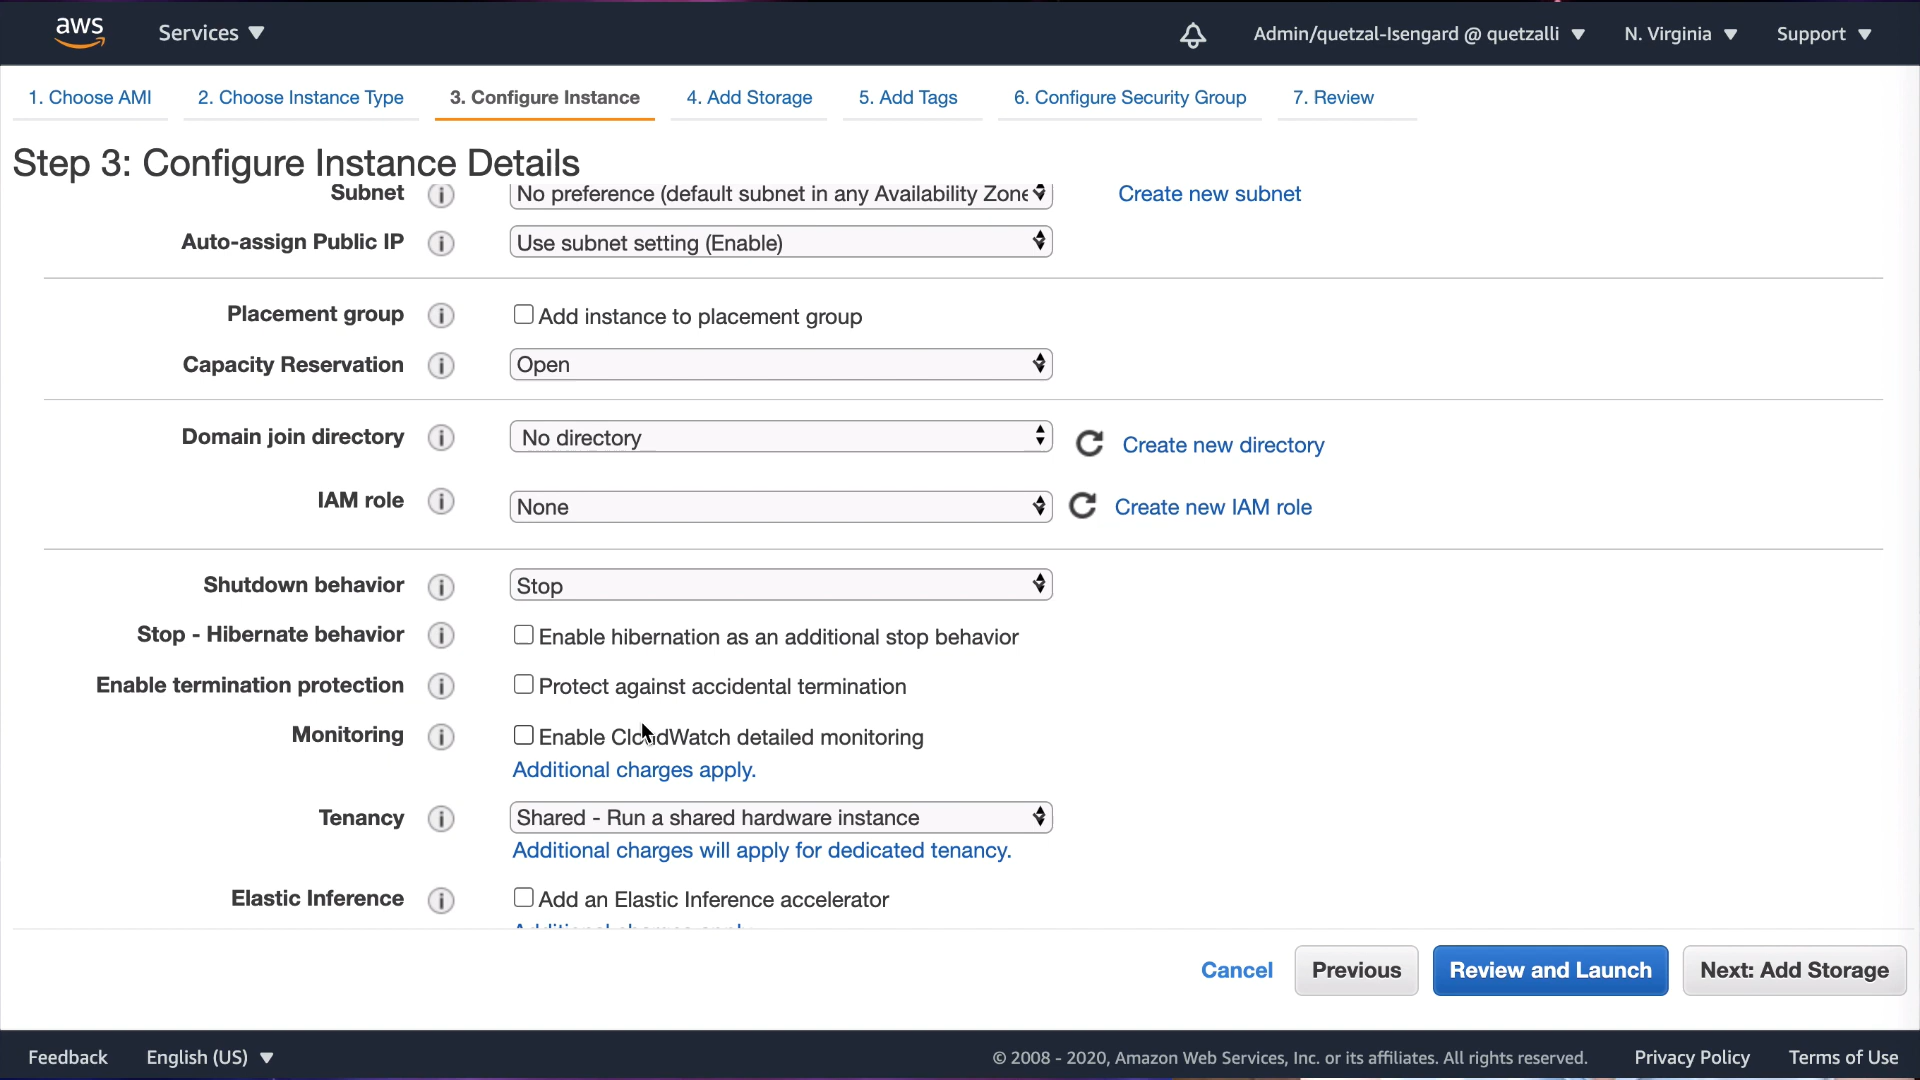 aws Services Admin/quetzal-Isengard @ quetzalli N. Virginia Support
1. Choose AMI 2. Choose Instance Type 3. Configure Instance 4. Add Storage 5. Add Tags 6. Configure Security Group 7. Review
Step 3: Configure Instance Details
Subnet No preference (default subnet in any Availability Zone Create new subnet
Auto-assign Public IP Use subnet setting (Enable)
Placement group Add instance to placement group
Capacity Reservation Open
Domain join directory No directory Create new directory
IAM role None Create new IAM role
Shutdown behavior Stop
Stop - Hibernate behavior Enable hibernation as an additional stop behavior
Enable termination protection Protect against accidental termination
Monitoring Enable CloudWatch detailed monitoring
Additional charges apply.
Tenancy Shared - Run a shared hardware instance
Additional charges will apply for dedicated tenancy.
Elastic Inference Add an Elastic Inference accelerator
Cancel Previous Review and Launch Next: Add Storage
Feedback English (US) © 2008 - 2020, Amazon Web Services, Inc. or its affiliates. All rights reserved. Privacy Policy Terms of Use